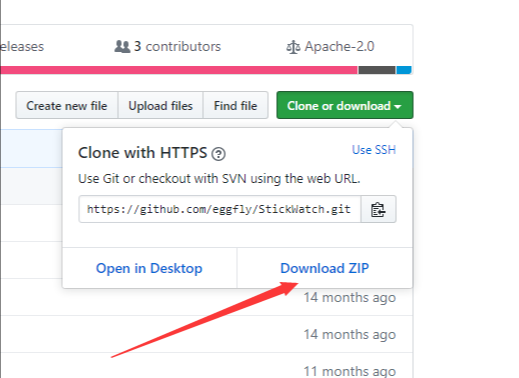 eleases 3 contributors Apache-2.0
Create new file Upload files Find file Clone or download
Clone with HTTPS ? Use SSH
Use Git or checkout with SVN using the web URL.
https://github.com/eggfly/StickWatch.git
Open in Desktop Download ZIP
14 months ago
14 months ago
11 months ago